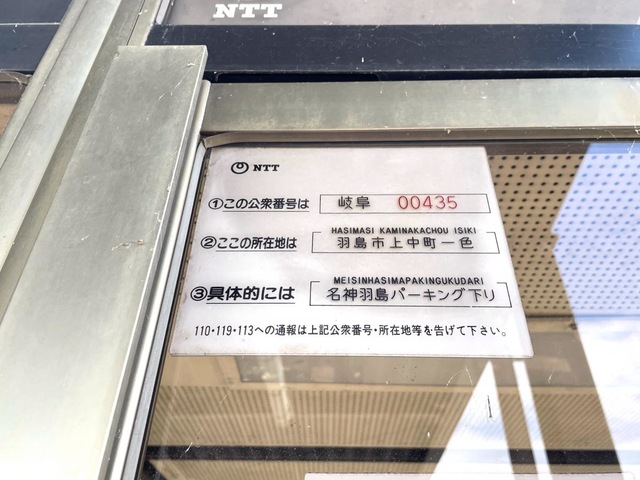 NTT
NTT
①この公衆番号は 岐阜 00435
HASIMASI KAMINAKACHOU ISIKI
②ここの所在地は 羽島市上中町一色
MEISINHASIMAPAKINGUKUDARI
③具体的には 名神羽島パーキング下り
110・119・113への通報は上記公衆番号・所在地等を告げて下さい。